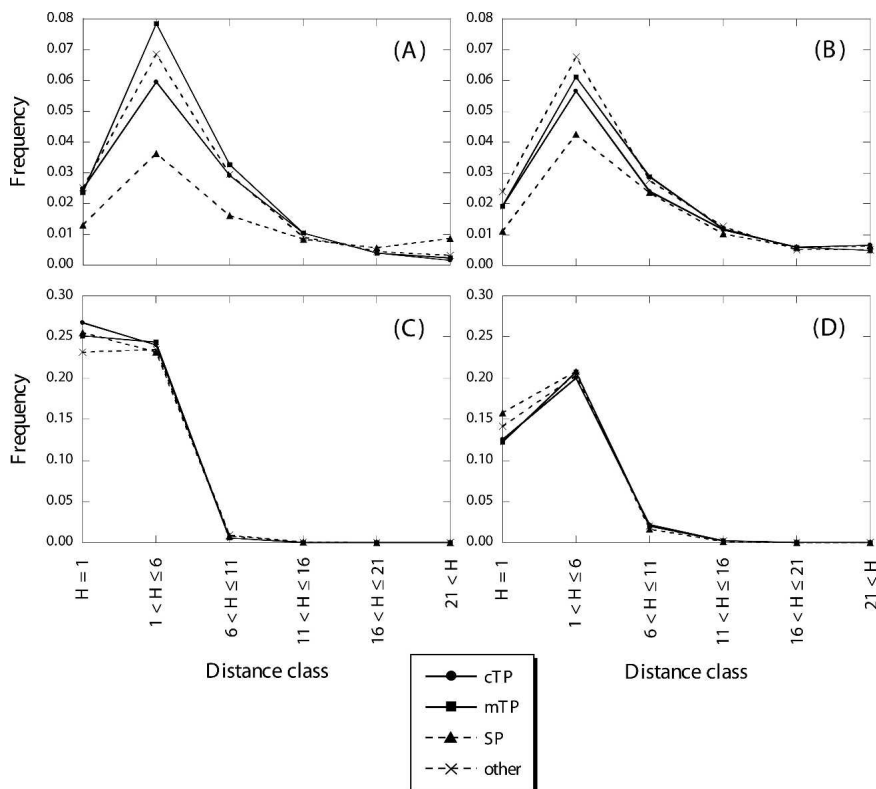 0.08
0.07
0.06
0.05
0.04
0.03
0.02
0.01
0.00
Frequency
(A)
0.08
0.07
0.06
0.05
0.04
0.03
0.02
0.01
0.00
(B)
0.30
0.25
0.20
0.15
0.10
0.05
0.00
Frequency
(C)
0.30
0.25
0.20
0.15
0.10
0.05
0.00
(D)
H = 1
1 < H ≤ 6
6 < H ≤ 11
11 < H ≤ 16
16 < H ≤ 21
21 < H
Distance class
H = 1
1 < H ≤ 6
6 < H ≤ 11
11 < H ≤ 16
16 < H ≤ 21
21 < H
Distance class
cTP
mTP
SP
other